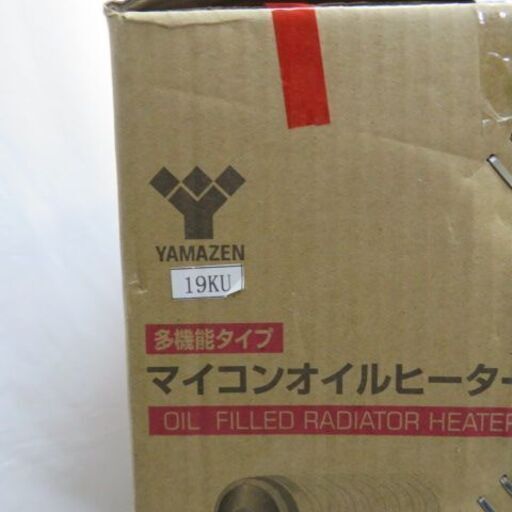 YAMAZEN
19KU
多機能タイプ
マイコンオイルヒーター
OIL FILLED RADIATOR HEATER